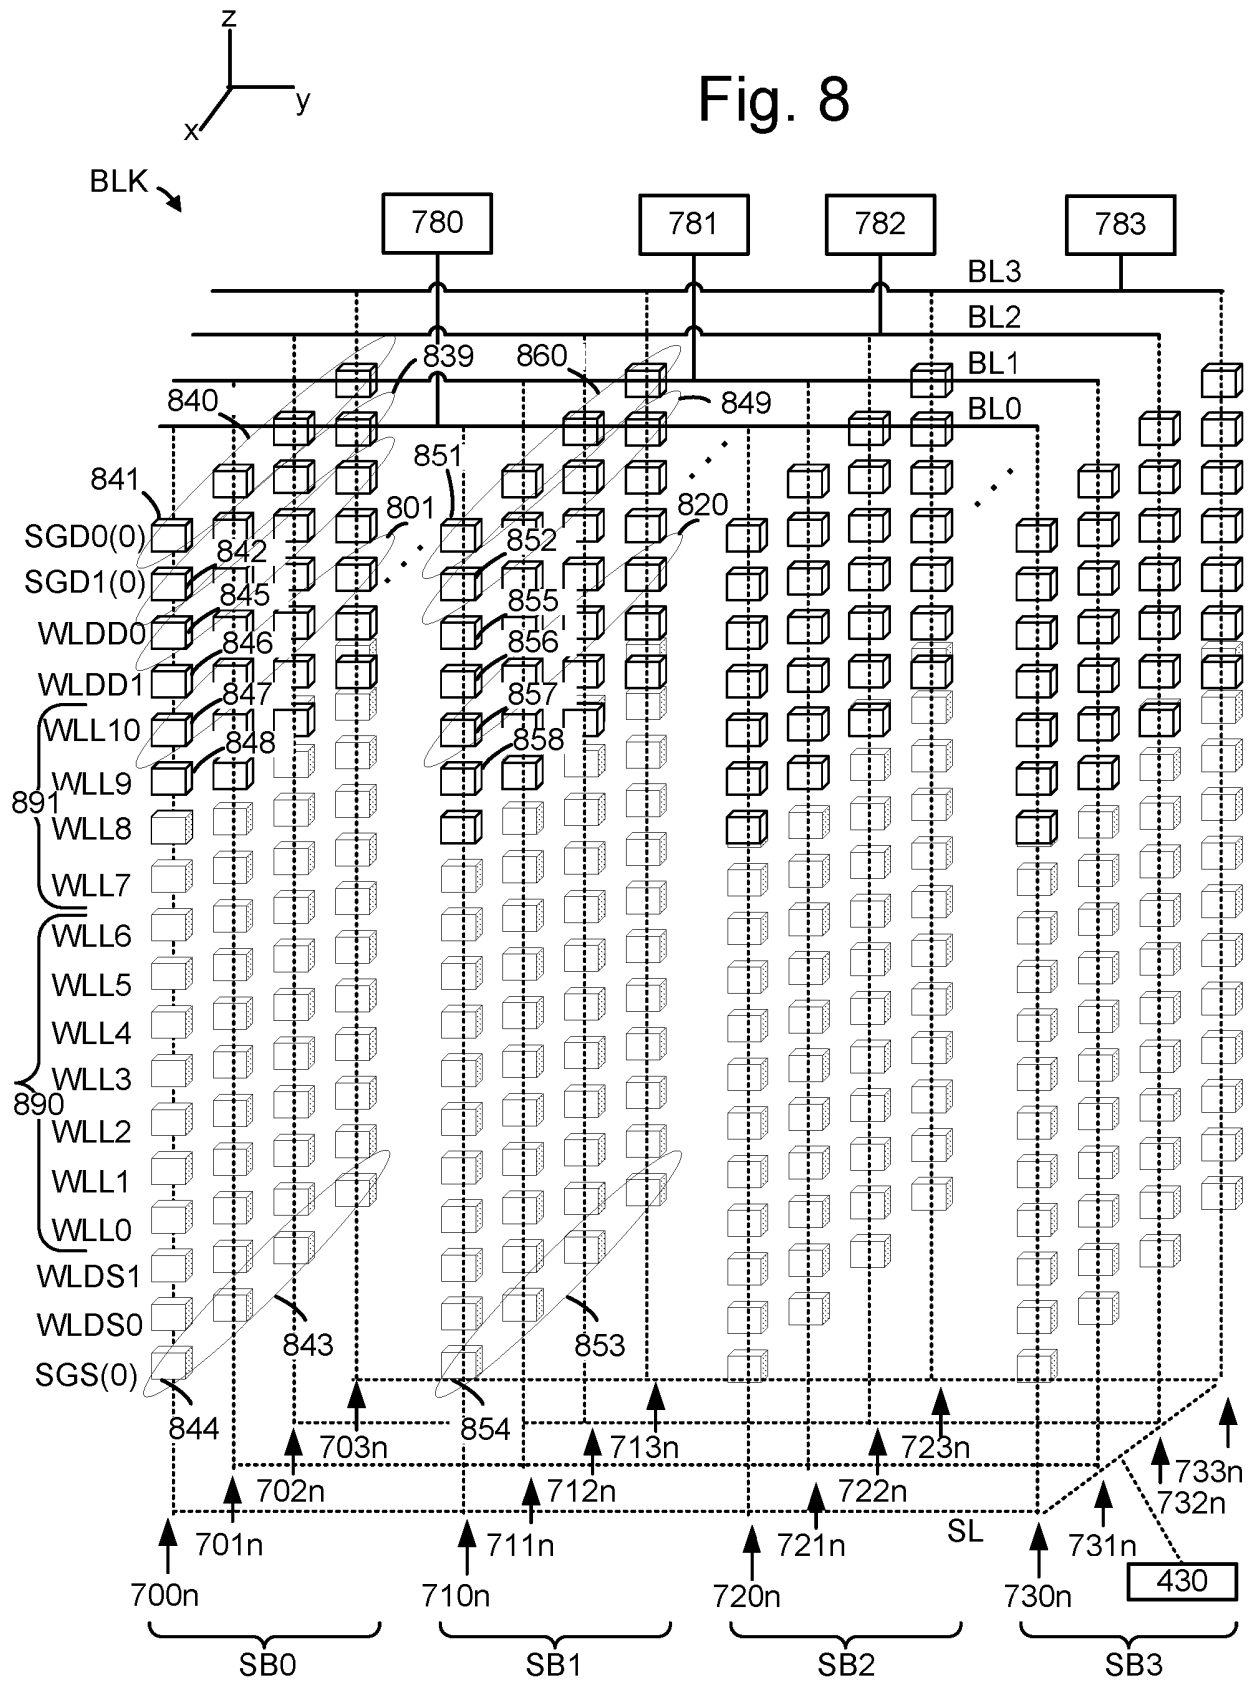 z
y
x
Fig. 8
BLK
780
781
782
783
BL3
BL2
BL1
BL0
839
860
840
849
851
841
801
820
SGD0(0)
842
852
SGD1(0)
845
855
WLDD0
846
856
WLDD1
847
857
WLL10
848
858
WLL9
891
WLL8
WLL7
WLL6
WLL5
WLL4
WLL3
890
WLL2
WLL1
WLL0
WLDS1
WLDS0
843
853
SGS(0)
844
854
703n
713n
723n
733n
702n
712n
722n
732n
701n
711n
721n
SL
731n
430
700n
710n
720n
730n
SB0
SB1
SB2
SB3